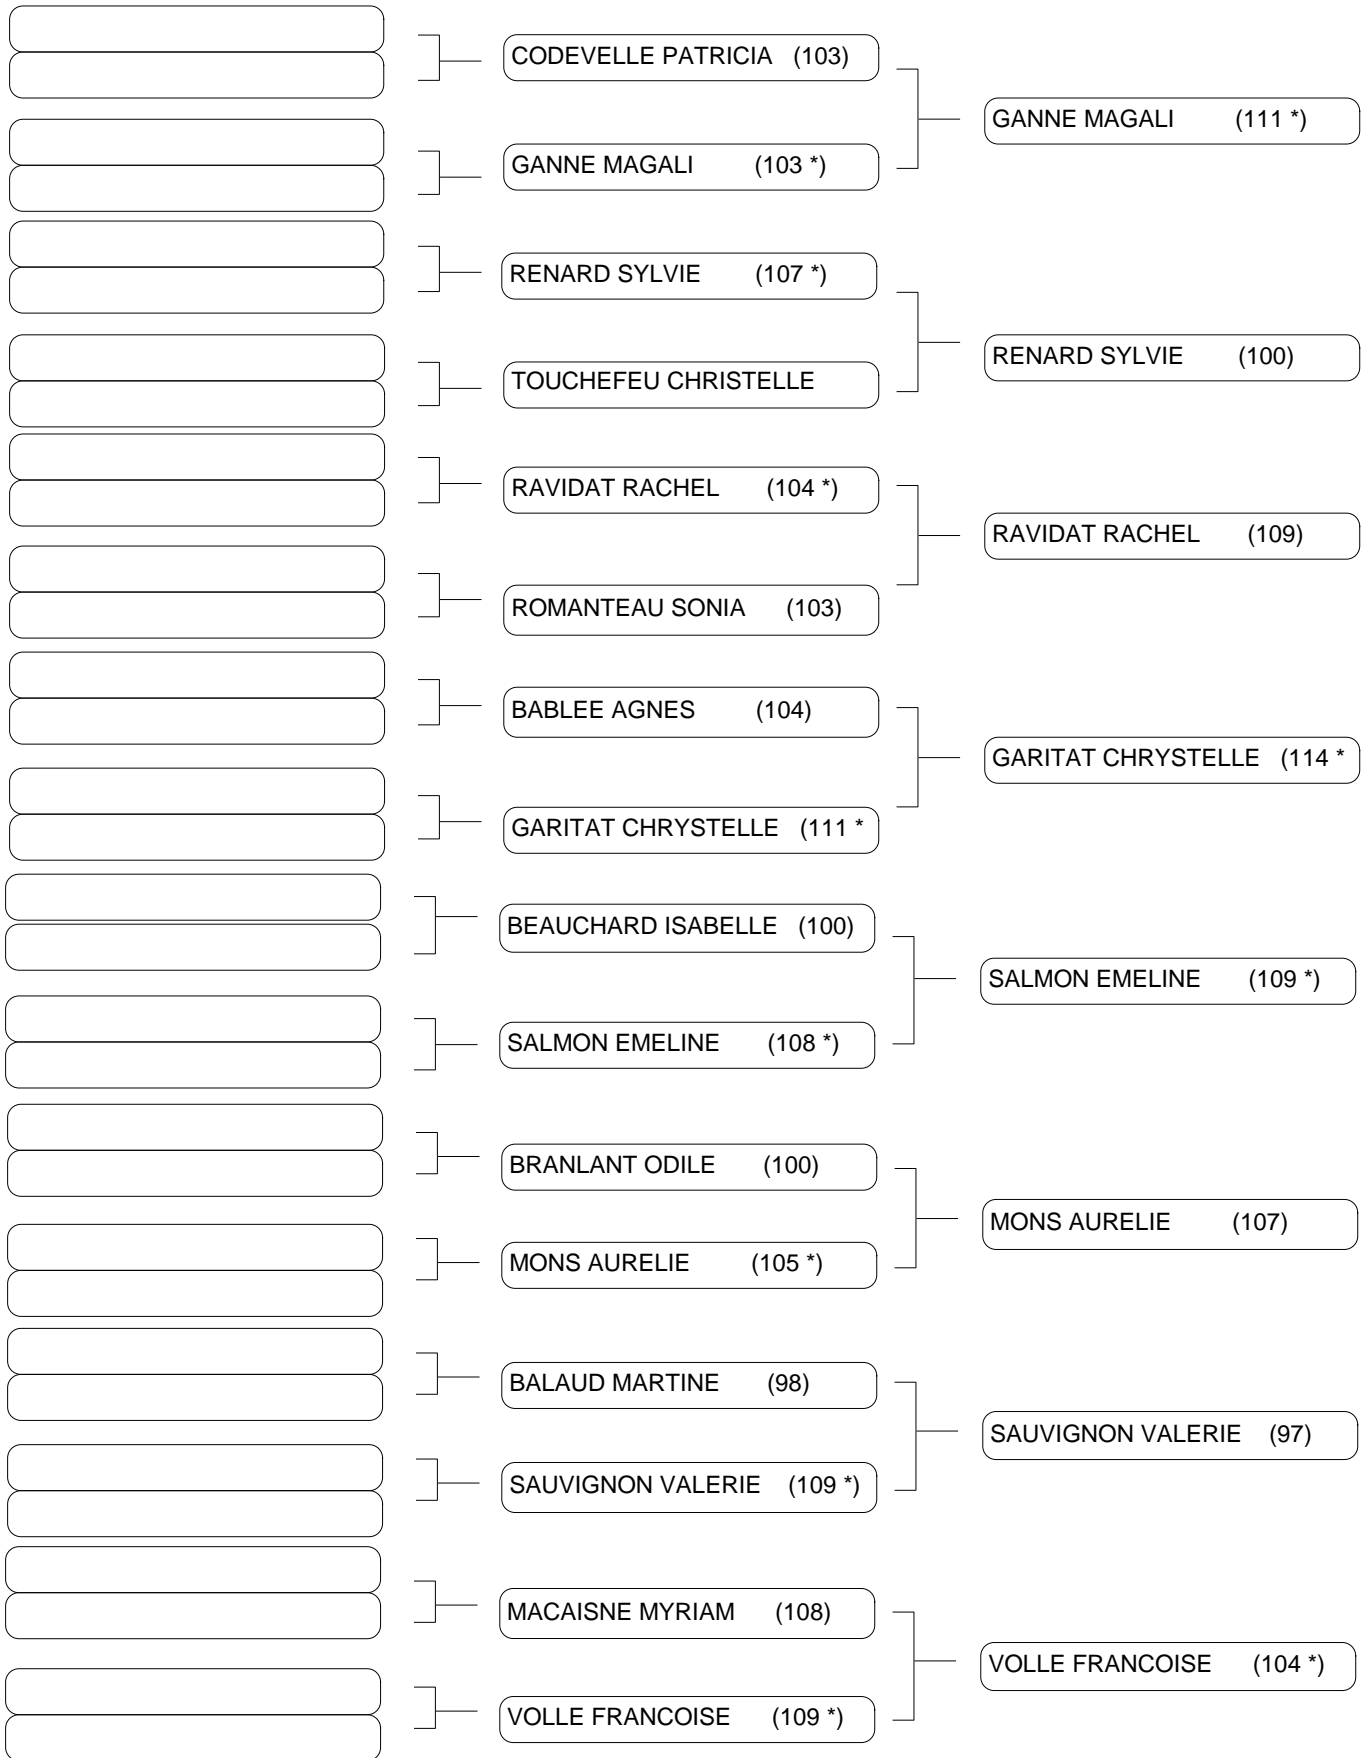 CODEVELLE PATRICIA (103)
GANNE MAGALI (111 *)
GANNE MAGALI (103 *)
RENARD SYLVIE (107 *)
RENARD SYLVIE (100)
TOUCHEFEU CHRISTELLE
RAVIDAT RACHEL (104 *)
RAVIDAT RACHEL (109)
ROMANTEAU SONIA (103)
BABLEE AGNES (104)
GARITAT CHRYSTELLE (114 *
GARITAT CHRYSTELLE (111 *
BEAUCHARD ISABELLE (100)
SALMON EMELINE (109 *)
SALMON EMELINE (108 *)
BRANLANT ODILE (100)
MONS AURELIE (107)
MONS AURELIE (105 *)
BALAUD MARTINE (98)
SAUVIGNON VALERIE (97)
SAUVIGNON VALERIE (109 *)
MACAISNE MYRIAM (108)
VOLLE FRANCOISE (104 *)
VOLLE FRANCOISE (109 *)